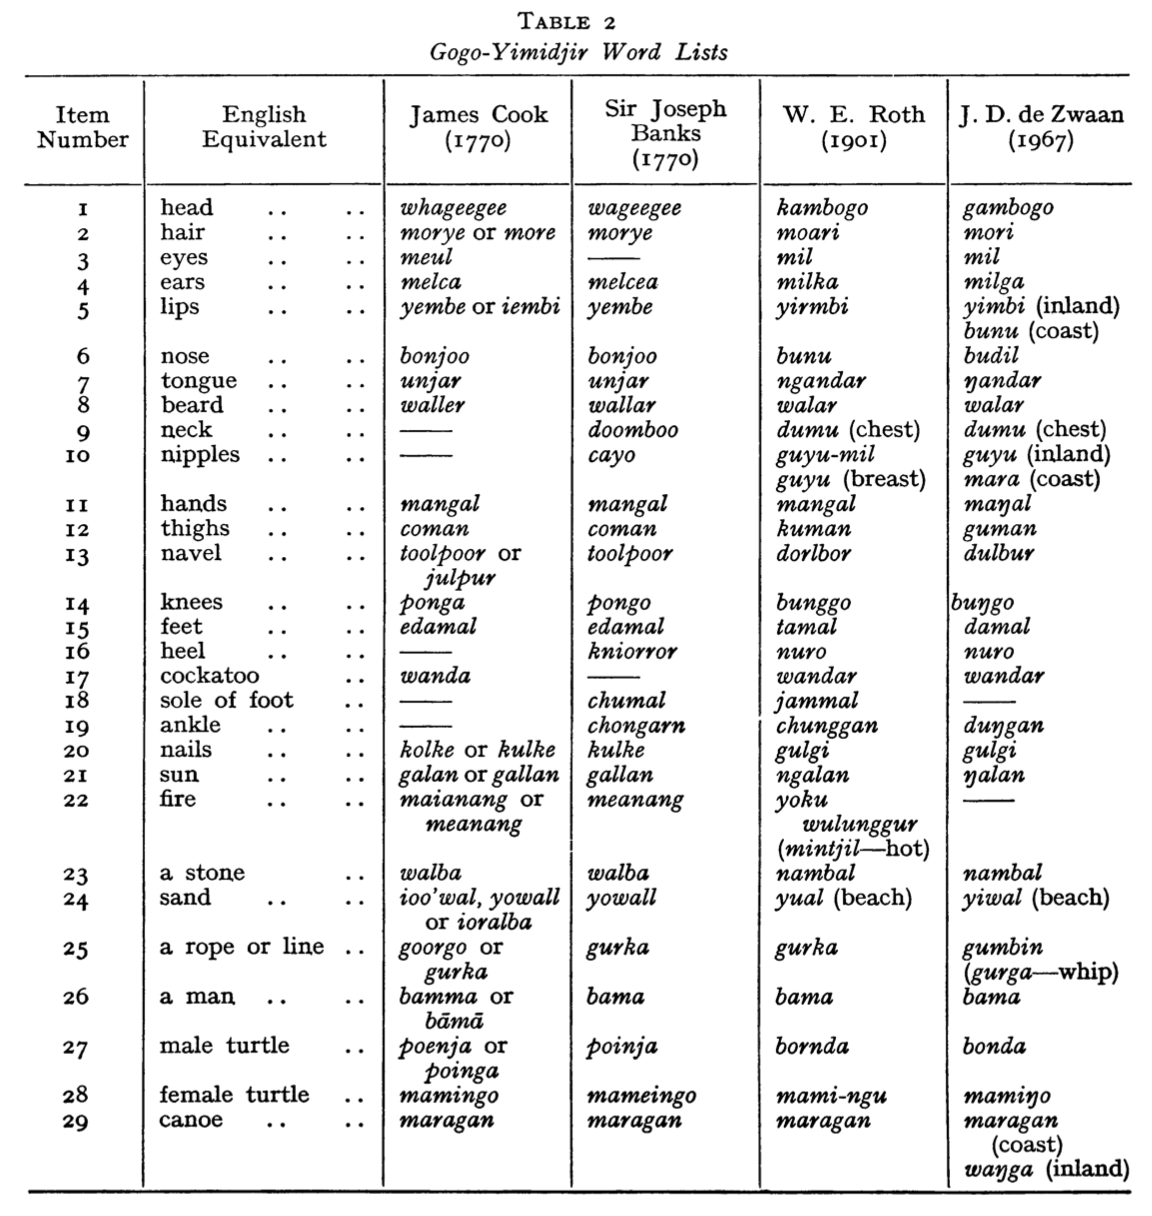 TABLE 2
Gogo-Yimidjir Word Lists
Item Number | English Equivalent | James Cook (1770) | Sir Joseph Banks (1770) | W. E. Roth (1901) | J. D. de Zwaan (1967)
1 | head .. .. | whageegee | wageegee | kambogo | gambogo
2 | hair .. .. | morye or more | morye | moari | mori
3 | eyes .. .. | meul | —— | mil | mil
4 | ears .. .. | melca | melcea | milka | milga
5 | lips .. .. | yembe or iembi | yembe | yirmbi | yimbi (inland)
bunu (coast)
6 | nose .. .. | bonjoo | bonjoo | bunu | budil
7 | tongue .. .. | unjar | unjar | ngandar | ŋandar
8 | beard .. .. | waller | wallar | walar | walar
9 | neck .. .. | —— | doomboo | dumu (chest) | dumu (chest)
10 | nipples .. .. | —— | cayo | guyu-mil | guyu (inland)
guyu (breast) | mara (coast)
11 | hands .. .. | mangal | mangal | mangal | maŋal
12 | thighs .. .. | coman | coman | kuman | guman
13 | navel .. .. | toolpoor or | toolpoor | dorlbor | dulbur
julpur
14 | knees .. .. | ponga | pongo | bunggo | buŋgo
15 | feet .. .. | edamal | edamal | tamal | damal
16 | heel .. .. | —— | kniorror | nuro | nuro
17 | cockatoo .. | wanda | —— | wandar | wandar
18 | sole of foot .. | —— | chumal | jammal | ——
19 | ankle .. .. | —— | chongarn | chunggan | duŋgan
20 | nails .. .. | kolke or kulke | kulke | gulgi | gulgi
21 | sun .. .. | galan or gallan | gallan | ngalan | ŋalan
22 | fire .. .. | maianang or | meanang | yoku | ——
meanang | wulunggur
(mintjil—hot)
23 | a stone .. | walba | walba | nambal | nambal
24 | sand .. .. | ioo'wal, yowall | yowall | yual (beach) | yiwal (beach)
or ioralba
25 | a rope or line .. | goorgo or | gurka | gurka | gumbin
gurka | (gurga—whip)
26 | a man .. .. | bamma or | bama | bama | bama
bāmā
27 | male turtle .. | poenja or | poinja | bornda | bonda
poinga
28 | female turtle .. | mamingo | mameingo | mami-ngu | mamiŋo
29 | canoe .. .. | maragan | maragan | maragan | maragan
(coast)
waŋga (inland)